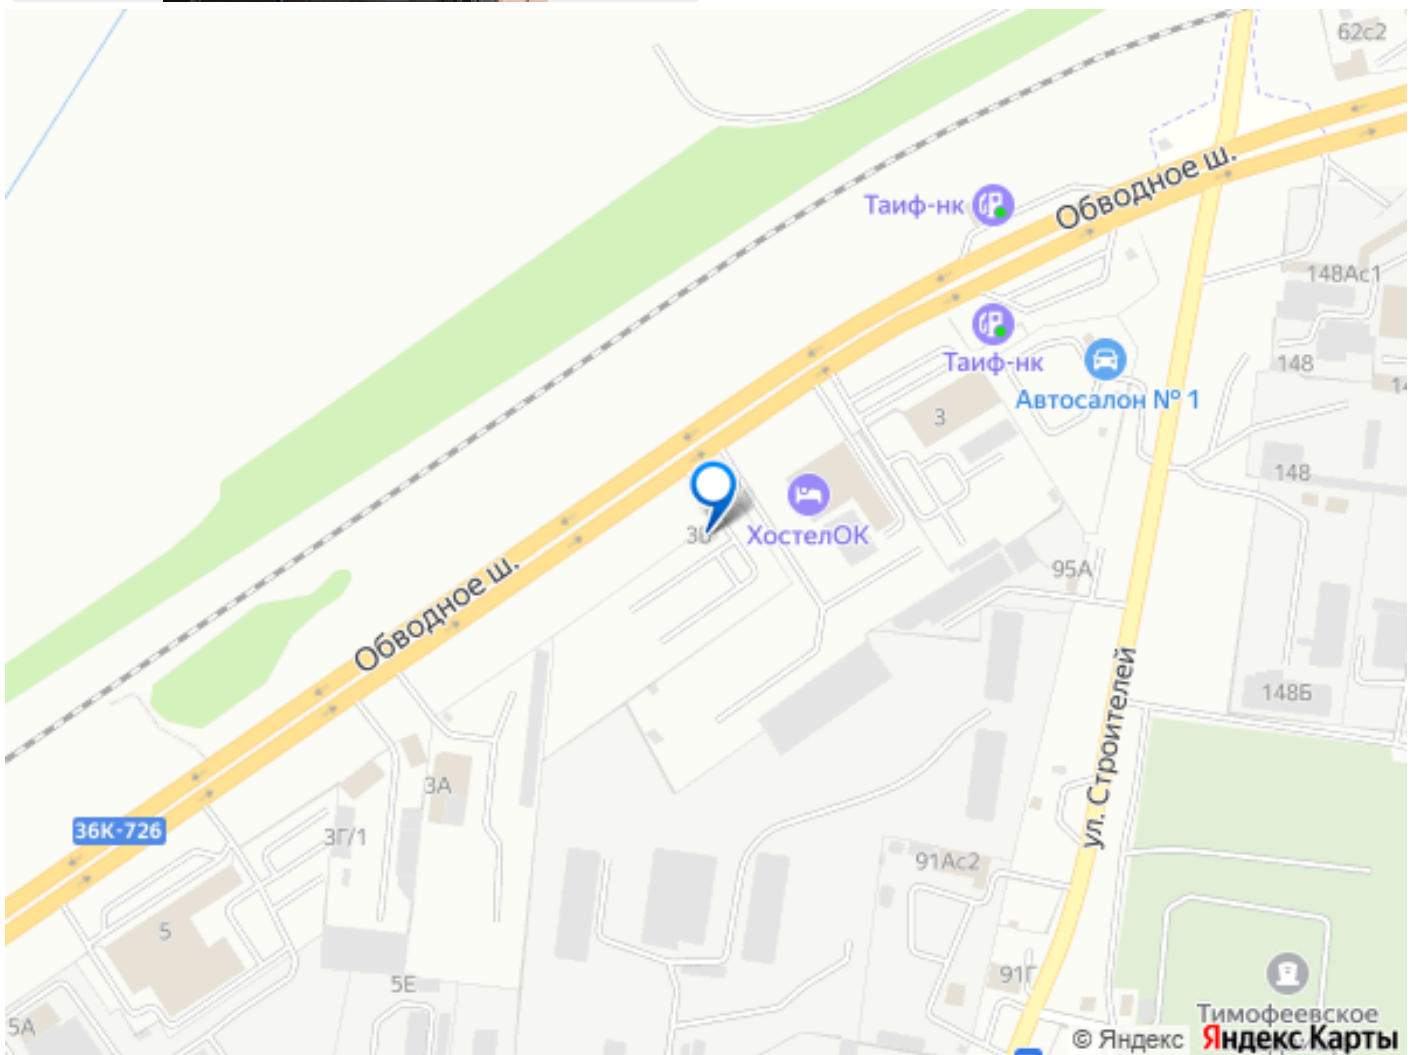 62с2
Обводное ш.
Таиф-нк
148Ас1
Таиф-нк
148
Автосалон № 1
3
148
ХостелОК
95А
Обводное ш.
148Б
ул. Строителей
3А
36К-726
3Г/1
91Ас2
5
91Г
5Е
Тимофеевское
5А
© Яндекс
Яндекс Карты